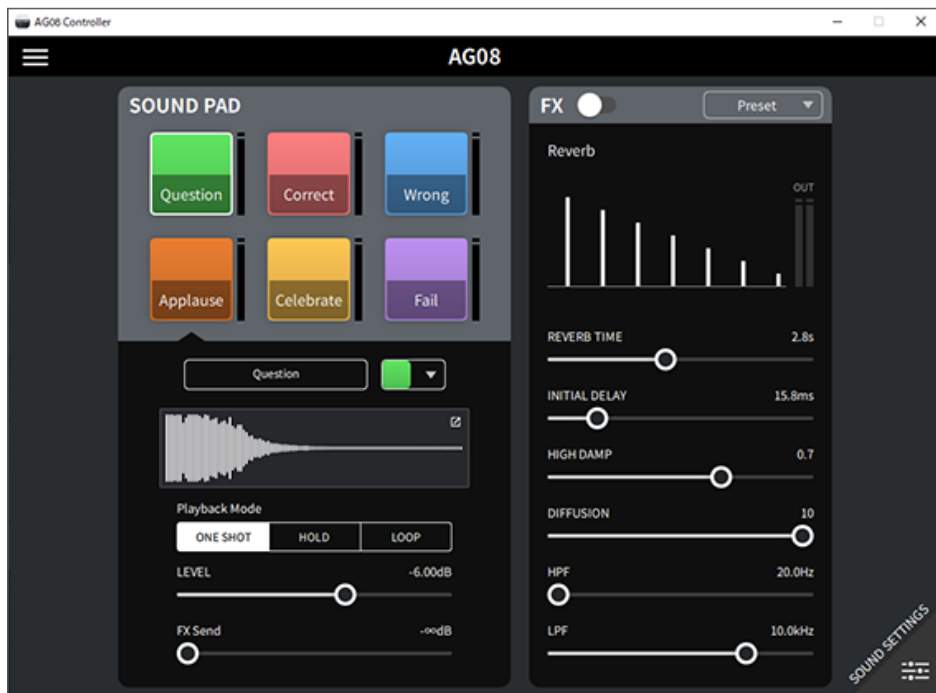 AG08 Controller
AG08
SOUND PAD
Question
Correct
Wrong
Applause
Celebrate
Fail
Question
Playback Mode
ONE SHOT
HOLD
LOOP
LEVEL
-6.00dB
FX Send
-∞dB
FX
Preset
Reverb
OUT
REVERB TIME
2.8s
INITIAL DELAY
15.8ms
HIGH DAMP
0.7
DIFFUSION
10
HPF
20.0Hz
LPF
10.0kHz
SOUND SETTINGS